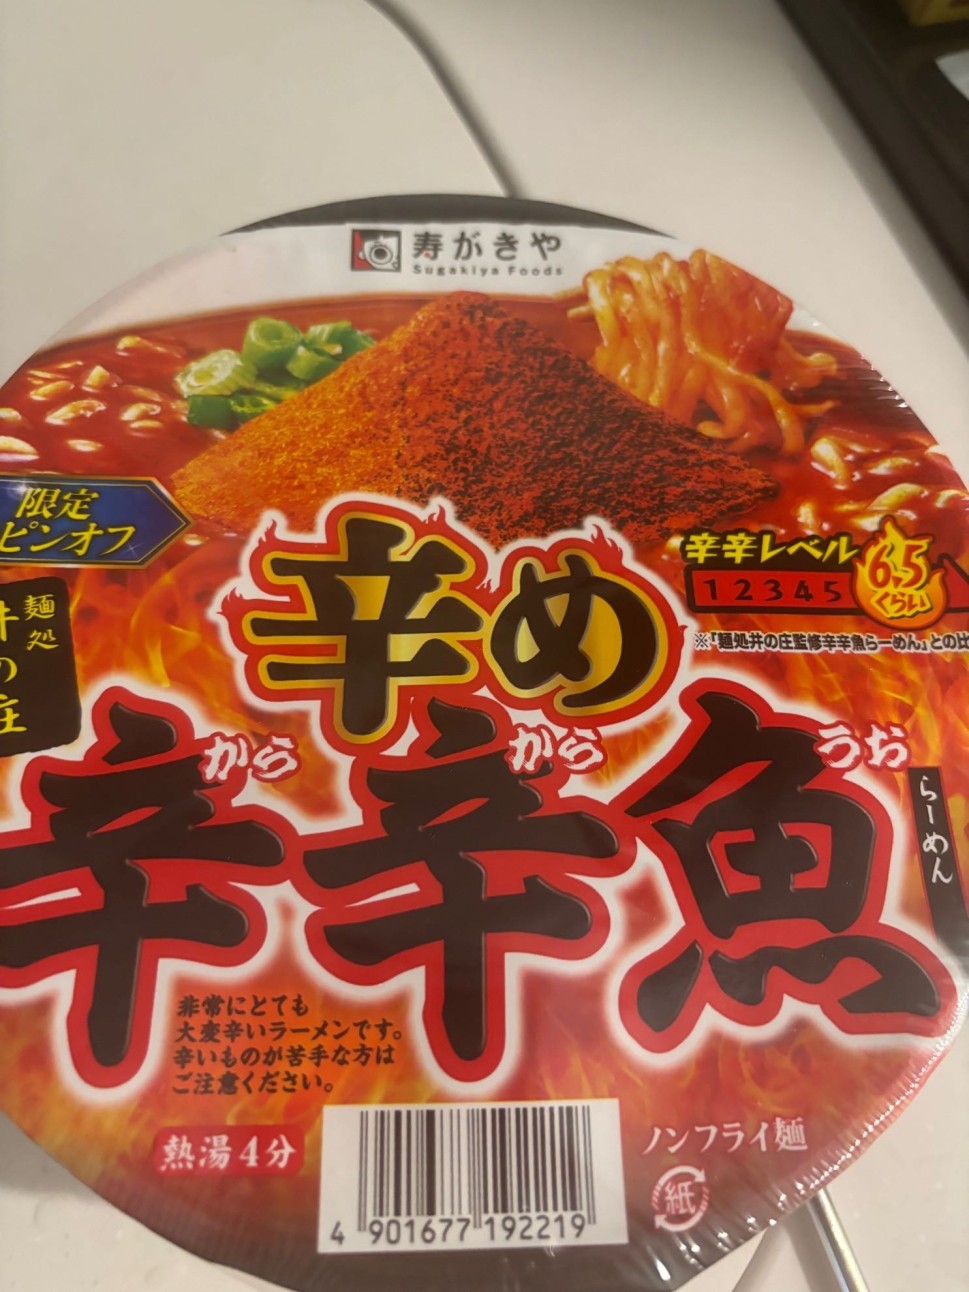 寿がきや
Sugakiya Foods
限定
ピンオフ
麺処
井の庄
辛辛レベル
1 2 3 4 5
6.5
くらい
※「麺処井の庄監修辛辛魚らーめん」との比
辛め
辛辛魚
から から うお
らーめん
非常にとても
大変辛いラーメンです。
辛いものが苦手な方は
ご注意ください。
熱湯4分
ノンフライ麺
紙
4 901677 192219